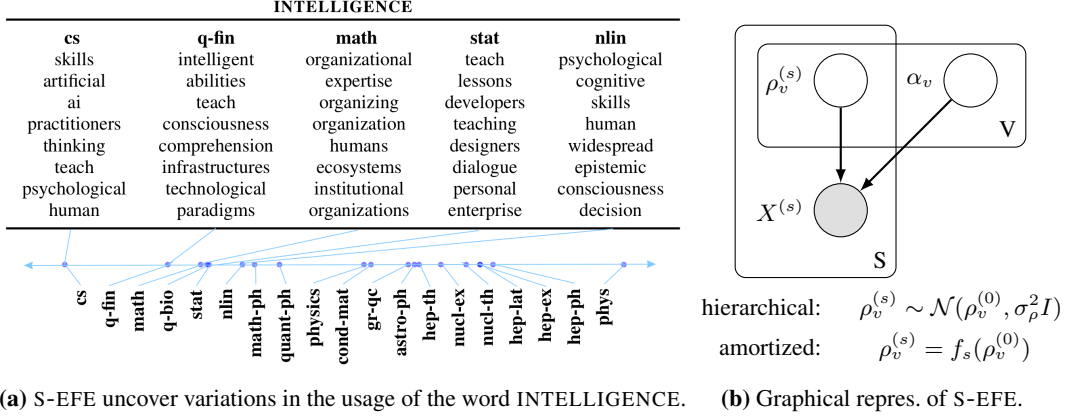 INTELLIGENCE
cs q-fin math stat nlin
skills intelligent organizational teach psychological
artificial abilities expertise lessons cognitive
ai teach organizing developers skills
practitioners consciousness organization teaching human
thinking comprehension humans designers widespread
teach infrastructures ecosystems dialogue epistemic
psychological technological institutional personal consciousness
human paradigms organizations enterprise decision
cs q-fin math q-bio stat nlin math-ph quant-ph physics cond-mat gr-qc astro-ph hep-th nucl-ex nucl-th hep-lat hep-ex hep-ph phys
(a) S-EFE uncover variations in the usage of the word INTELLIGENCE.
ρ_v^{(s)} α_v
V
X^{(s)}
S
hierarchical: ρ_v^{(s)} ∼ 𝒩(ρ_v^{(0)}, σ_ρ^2 I)
amortized: ρ_v^{(s)} = f_s(ρ_v^{(0)})
(b) Graphical repres. of S-EFE.